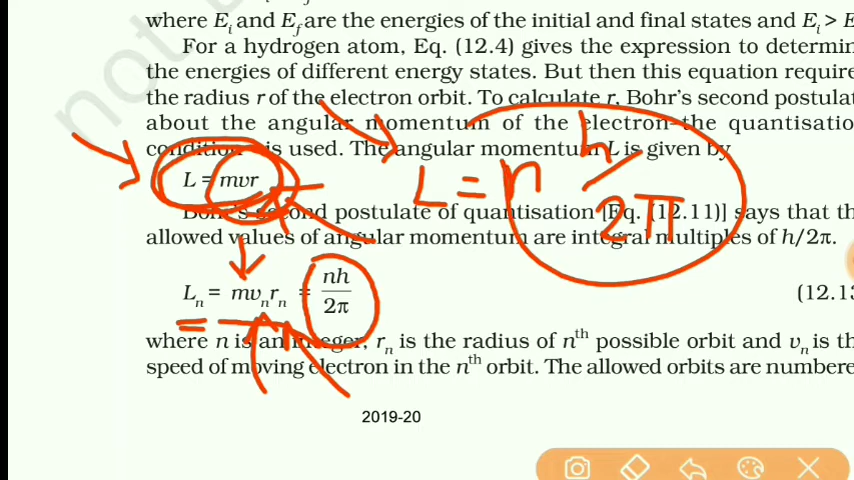 where Ei and Ef are the energies of the initial and final states and Ei > E
For a hydrogen atom, Eq. (12.4) gives the expression to determin
the energies of different energy states. But then this equation require
the radius r of the electron orbit. To calculate r, Bohr's second postulat
about the angular momentum of the electron–the quantisatio
condition–is used. The angular momentum L is given by
L = mvr
L = n h/2π
Bohr's second postulate of quantisation [Eq. (12.11)] says that th
allowed values of angular momentum are integral multiples of h/2π.
Ln = mvnrn = nh/2π (12.13
where n is an integer, rn is the radius of nth possible orbit and vn is th
speed of moving electron in the nth orbit. The allowed orbits are numbere
2019-20
not